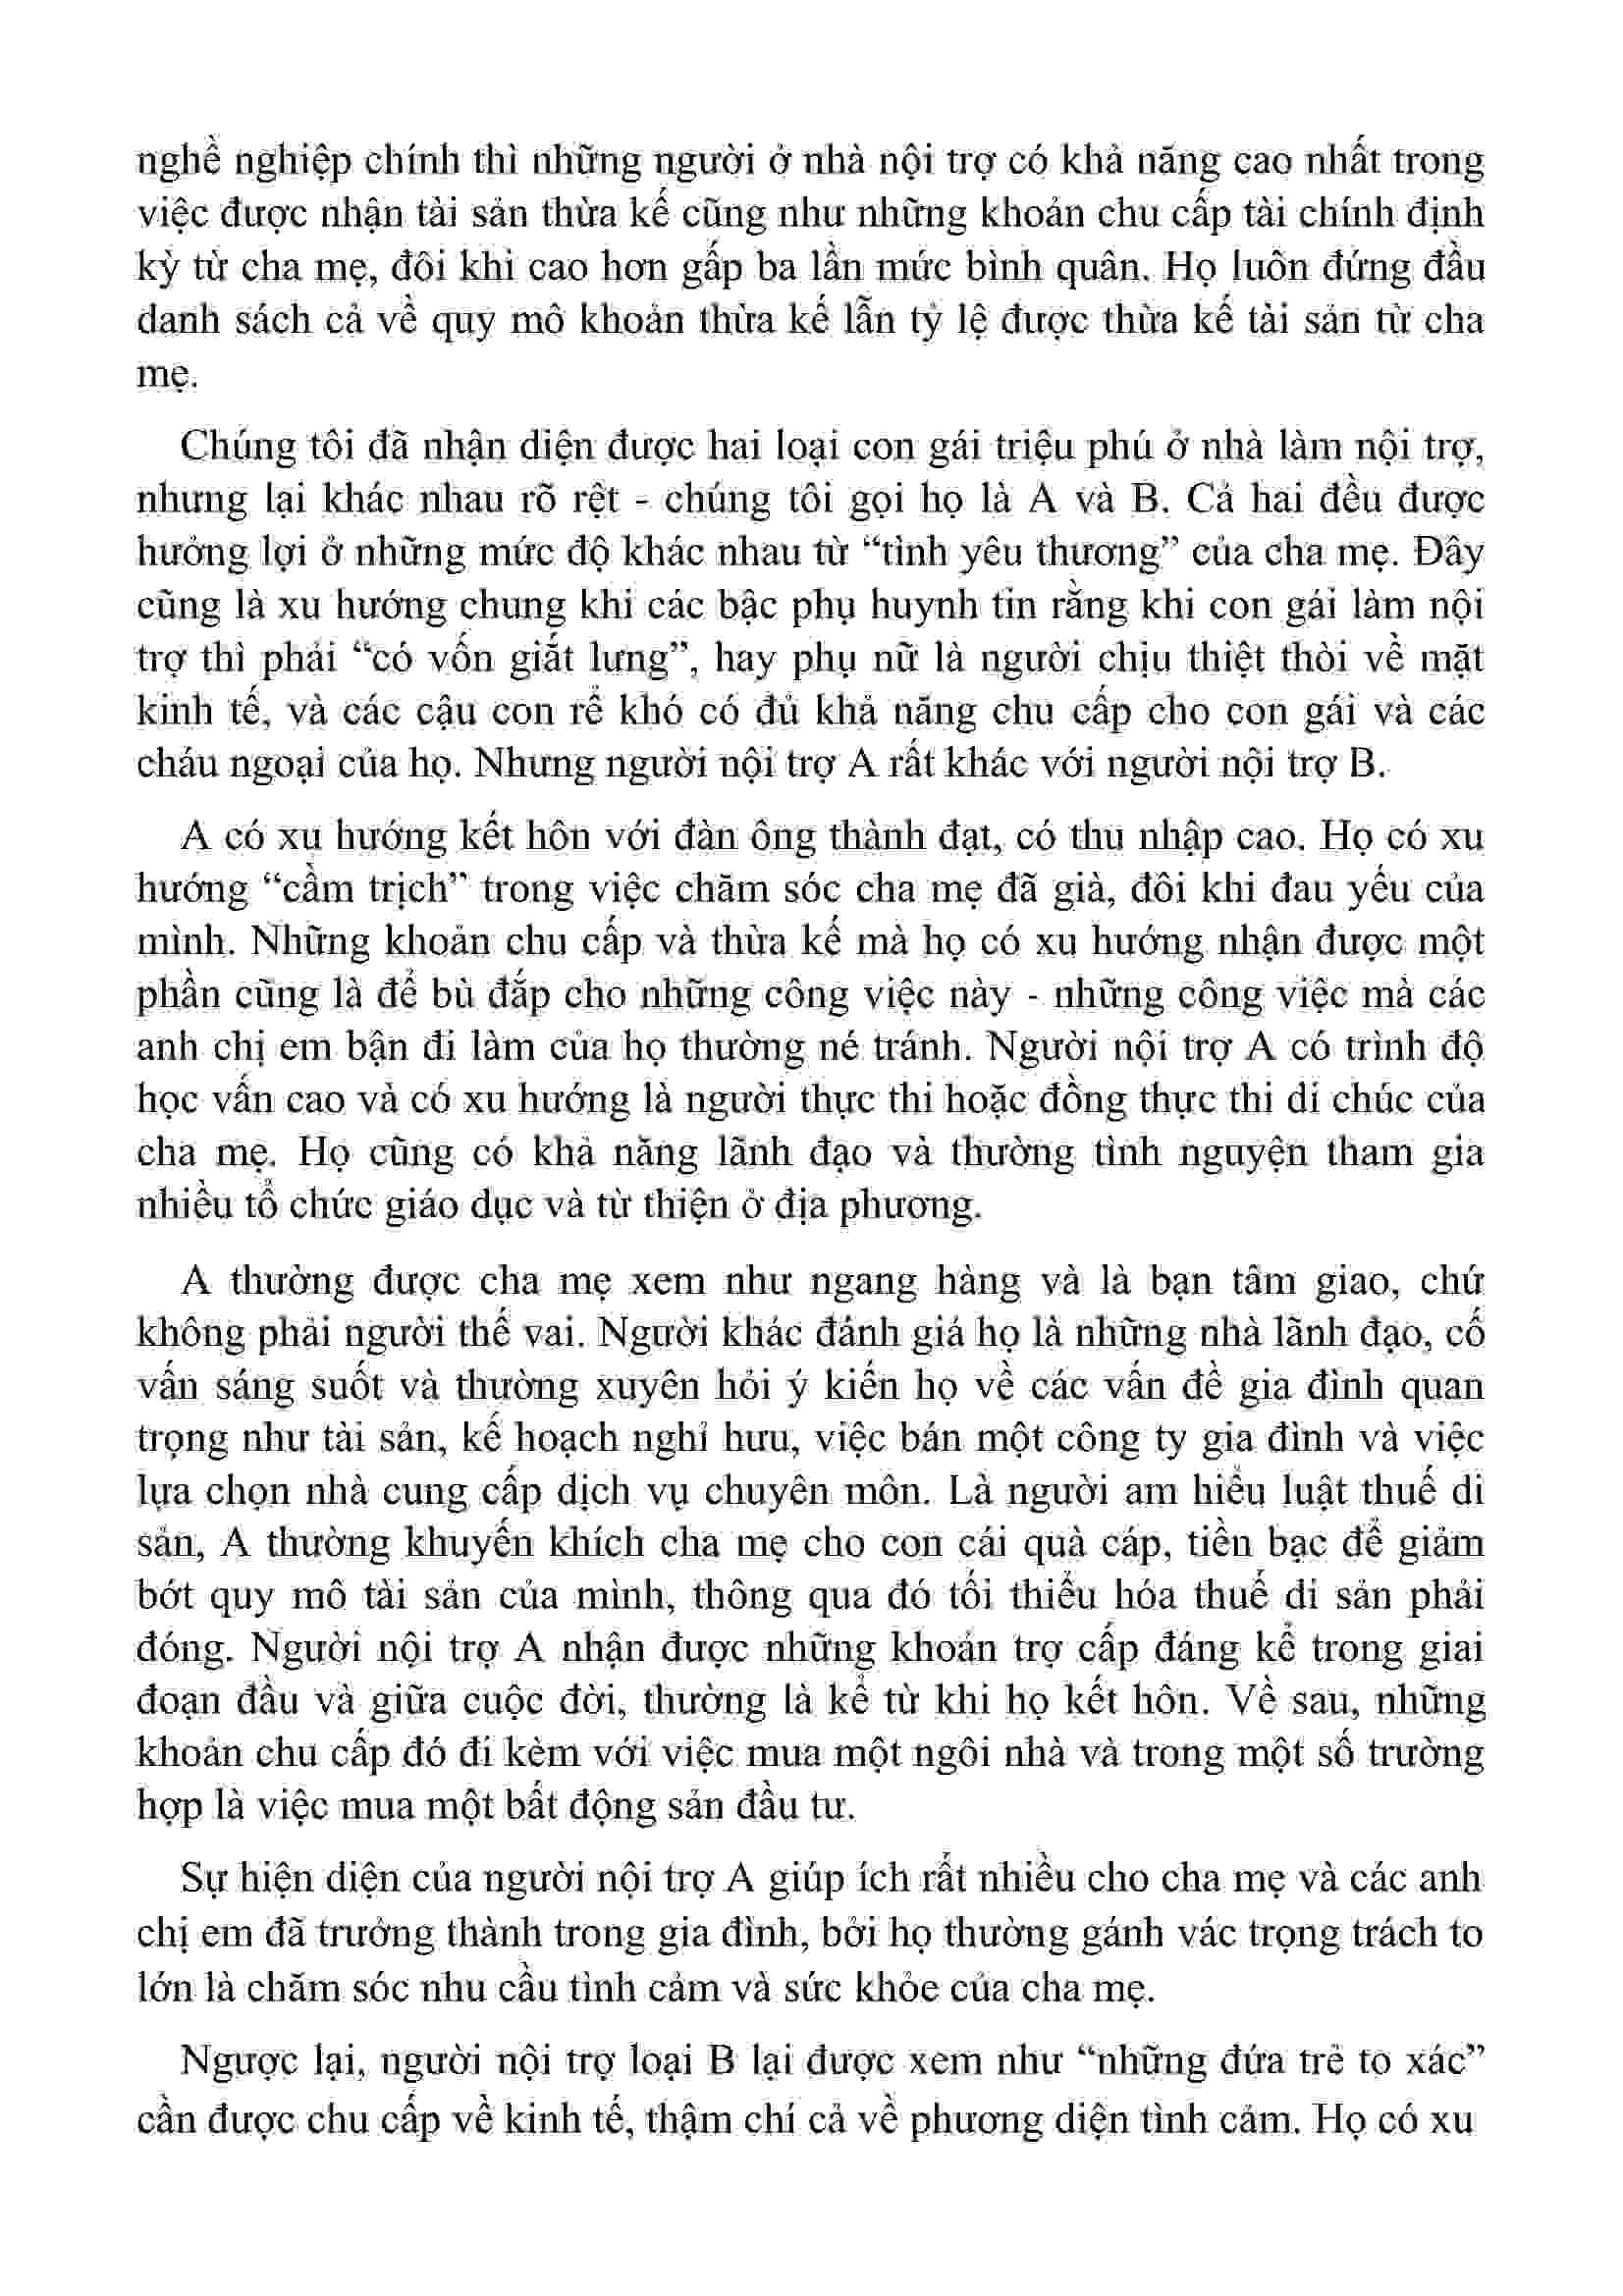 nghề nghiệp chính thì những người ở nhà nội trợ có khả năng cao nhất trong
việc được nhận tài sản thừa kế cũng như những khoản chu cấp tài chính định
kỳ từ cha mẹ, đôi khi cao hơn gấp ba lần mức bình quân. Họ luôn đứng đầu
danh sách cả về quy mô khoản thừa kế lẫn tỷ lệ được thừa kế tài sản từ cha
mẹ.
Chúng tôi đã nhận diện được hai loại con gái triệu phú ở nhà làm nội trợ,
nhưng lại khác nhau rõ rệt - chúng tôi gọi họ là A và B. Cả hai đều được
hưởng lợi ở những mức độ khác nhau từ “tình yêu thương” của cha mẹ. Đây
cũng là xu hướng chung khi các bậc phụ huynh tin rằng khi con gái làm nội
trợ thì phải “có vốn giắt lưng”, hay phụ nữ là người chịu thiệt thòi về mặt
kinh tế, và các cậu con rể khó có đủ khả năng chu cấp cho con gái và các
cháu ngoại của họ. Nhưng người nội trợ A rất khác với người nội trợ B.
A có xu hướng kết hôn với đàn ông thành đạt, có thu nhập cao. Họ có xu
hướng “cầm trịch” trong việc chăm sóc cha mẹ đã già, đôi khi đau yếu của
mình. Những khoản chu cấp và thừa kế mà họ có xu hướng nhận được một
phần cũng là để bù đắp cho những công việc này - những công việc mà các
anh chị em bận đi làm của họ thường né tránh. Người nội trợ A có trình độ
học vấn cao và có xu hướng là người thực thi hoặc đồng thực thi di chúc của
cha mẹ. Họ cũng có khả năng lãnh đạo và thường tình nguyện tham gia
nhiều tổ chức giáo dục và từ thiện ở địa phương.
A thường được cha mẹ xem như ngang hàng và là bạn tâm giao, chứ
không phải người thế vai. Người khác đánh giá họ là những nhà lãnh đạo, cố
vấn sáng suốt và thường xuyên hỏi ý kiến họ về các vấn đề gia đình quan
trọng như tài sản, kế hoạch nghỉ hưu, việc bán một công ty gia đình và việc
lựa chọn nhà cung cấp dịch vụ chuyên môn. Là người am hiểu luật thuế di
sản, A thường khuyến khích cha mẹ cho con cái quà cáp, tiền bạc để giảm
bớt quy mô tài sản của mình, thông qua đó tối thiểu hóa thuế di sản phải
đóng. Người nội trợ A nhận được những khoản trợ cấp đáng kể trong giai
đoạn đầu và giữa cuộc đời, thường là kể từ khi họ kết hôn. Về sau, những
khoản chu cấp đó đi kèm với việc mua một ngôi nhà và trong một số trường
hợp là việc mua một bất động sản đầu tư.
Sự hiện diện của người nội trợ A giúp ích rất nhiều cho cha mẹ và các anh
chị em đã trưởng thành trong gia đình, bởi họ thường gánh vác trọng trách to
lớn là chăm sóc nhu cầu tình cảm và sức khỏe của cha mẹ.
Ngược lại, người nội trợ loại B lại được xem như “những đứa trẻ to xác”
cần được chu cấp về kinh tế, thậm chí cả về phương diện tình cảm. Họ có xu